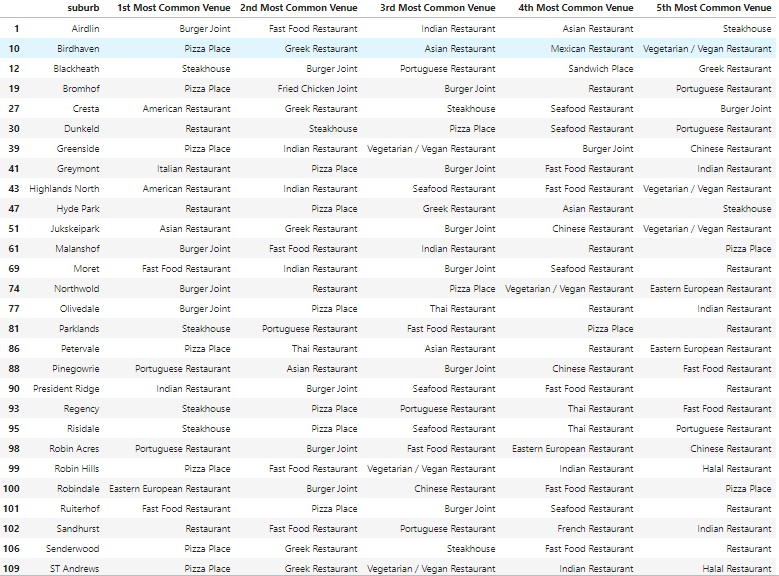 suburb 1st Most Common Venue 2nd Most Common Venue 3rd Most Common Venue 4th Most Common Venue 5th Most Common Venue
1 Airdlin Burger Joint Fast Food Restaurant Indian Restaurant Asian Restaurant Steakhouse
10 Birdhaven Pizza Place Greek Restaurant Asian Restaurant Mexican Restaurant Vegetarian / Vegan Restaurant
12 Blackheath Steakhouse Burger Joint Portuguese Restaurant Sandwich Place Greek Restaurant
19 Bromhof Pizza Place Fried Chicken Joint Burger Joint Restaurant Portuguese Restaurant
27 Cresta American Restaurant Greek Restaurant Steakhouse Seafood Restaurant Burger Joint
30 Dunkeld Restaurant Steakhouse Pizza Place Seafood Restaurant Portuguese Restaurant
39 Greenside Pizza Place Indian Restaurant Vegetarian / Vegan Restaurant Burger Joint Chinese Restaurant
41 Greymont Italian Restaurant Pizza Place Burger Joint Fast Food Restaurant Indian Restaurant
43 Highlands North American Restaurant Indian Restaurant Seafood Restaurant Fast Food Restaurant Vegetarian / Vegan Restaurant
47 Hyde Park Restaurant Pizza Place Greek Restaurant Asian Restaurant Steakhouse
51 Jukskeipark Asian Restaurant Greek Restaurant Burger Joint Chinese Restaurant Vegetarian / Vegan Restaurant
61 Malanshof Burger Joint Fast Food Restaurant Indian Restaurant Restaurant Pizza Place
69 Moret Fast Food Restaurant Indian Restaurant Burger Joint Seafood Restaurant Restaurant
74 Northwold Burger Joint Restaurant Pizza Place Vegetarian / Vegan Restaurant Eastern European Restaurant
77 Olivedale Burger Joint Pizza Place Thai Restaurant Restaurant Indian Restaurant
81 Parklands Steakhouse Portuguese Restaurant Fast Food Restaurant Pizza Place Restaurant
86 Petervale Pizza Place Thai Restaurant Asian Restaurant Restaurant Eastern European Restaurant
88 Pinegowrie Portuguese Restaurant Asian Restaurant Burger Joint Chinese Restaurant Fast Food Restaurant
90 President Ridge Indian Restaurant Burger Joint Seafood Restaurant Fast Food Restaurant Restaurant
93 Regency Steakhouse Pizza Place Portuguese Restaurant Thai Restaurant Fast Food Restaurant
95 Risidale Steakhouse Pizza Place Seafood Restaurant Thai Restaurant Portuguese Restaurant
98 Robin Acres Portuguese Restaurant Burger Joint Fast Food Restaurant Eastern European Restaurant Chinese Restaurant
99 Robin Hills Pizza Place Fast Food Restaurant Vegetarian / Vegan Restaurant Indian Restaurant Halal Restaurant
100 Robindale Eastern European Restaurant Burger Joint Chinese Restaurant Fast Food Restaurant Pizza Place
101 Ruiterhof Fast Food Restaurant Pizza Place Burger Joint Seafood Restaurant Restaurant
102 Sandhurst Restaurant Fast Food Restaurant Portuguese Restaurant French Restaurant Indian Restaurant
106 Senderwood Pizza Place Greek Restaurant Steakhouse Fast Food Restaurant Restaurant
109 ST Andrews Pizza Place Greek Restaurant Vegetarian / Vegan Restaurant Indian Restaurant Halal Restaurant